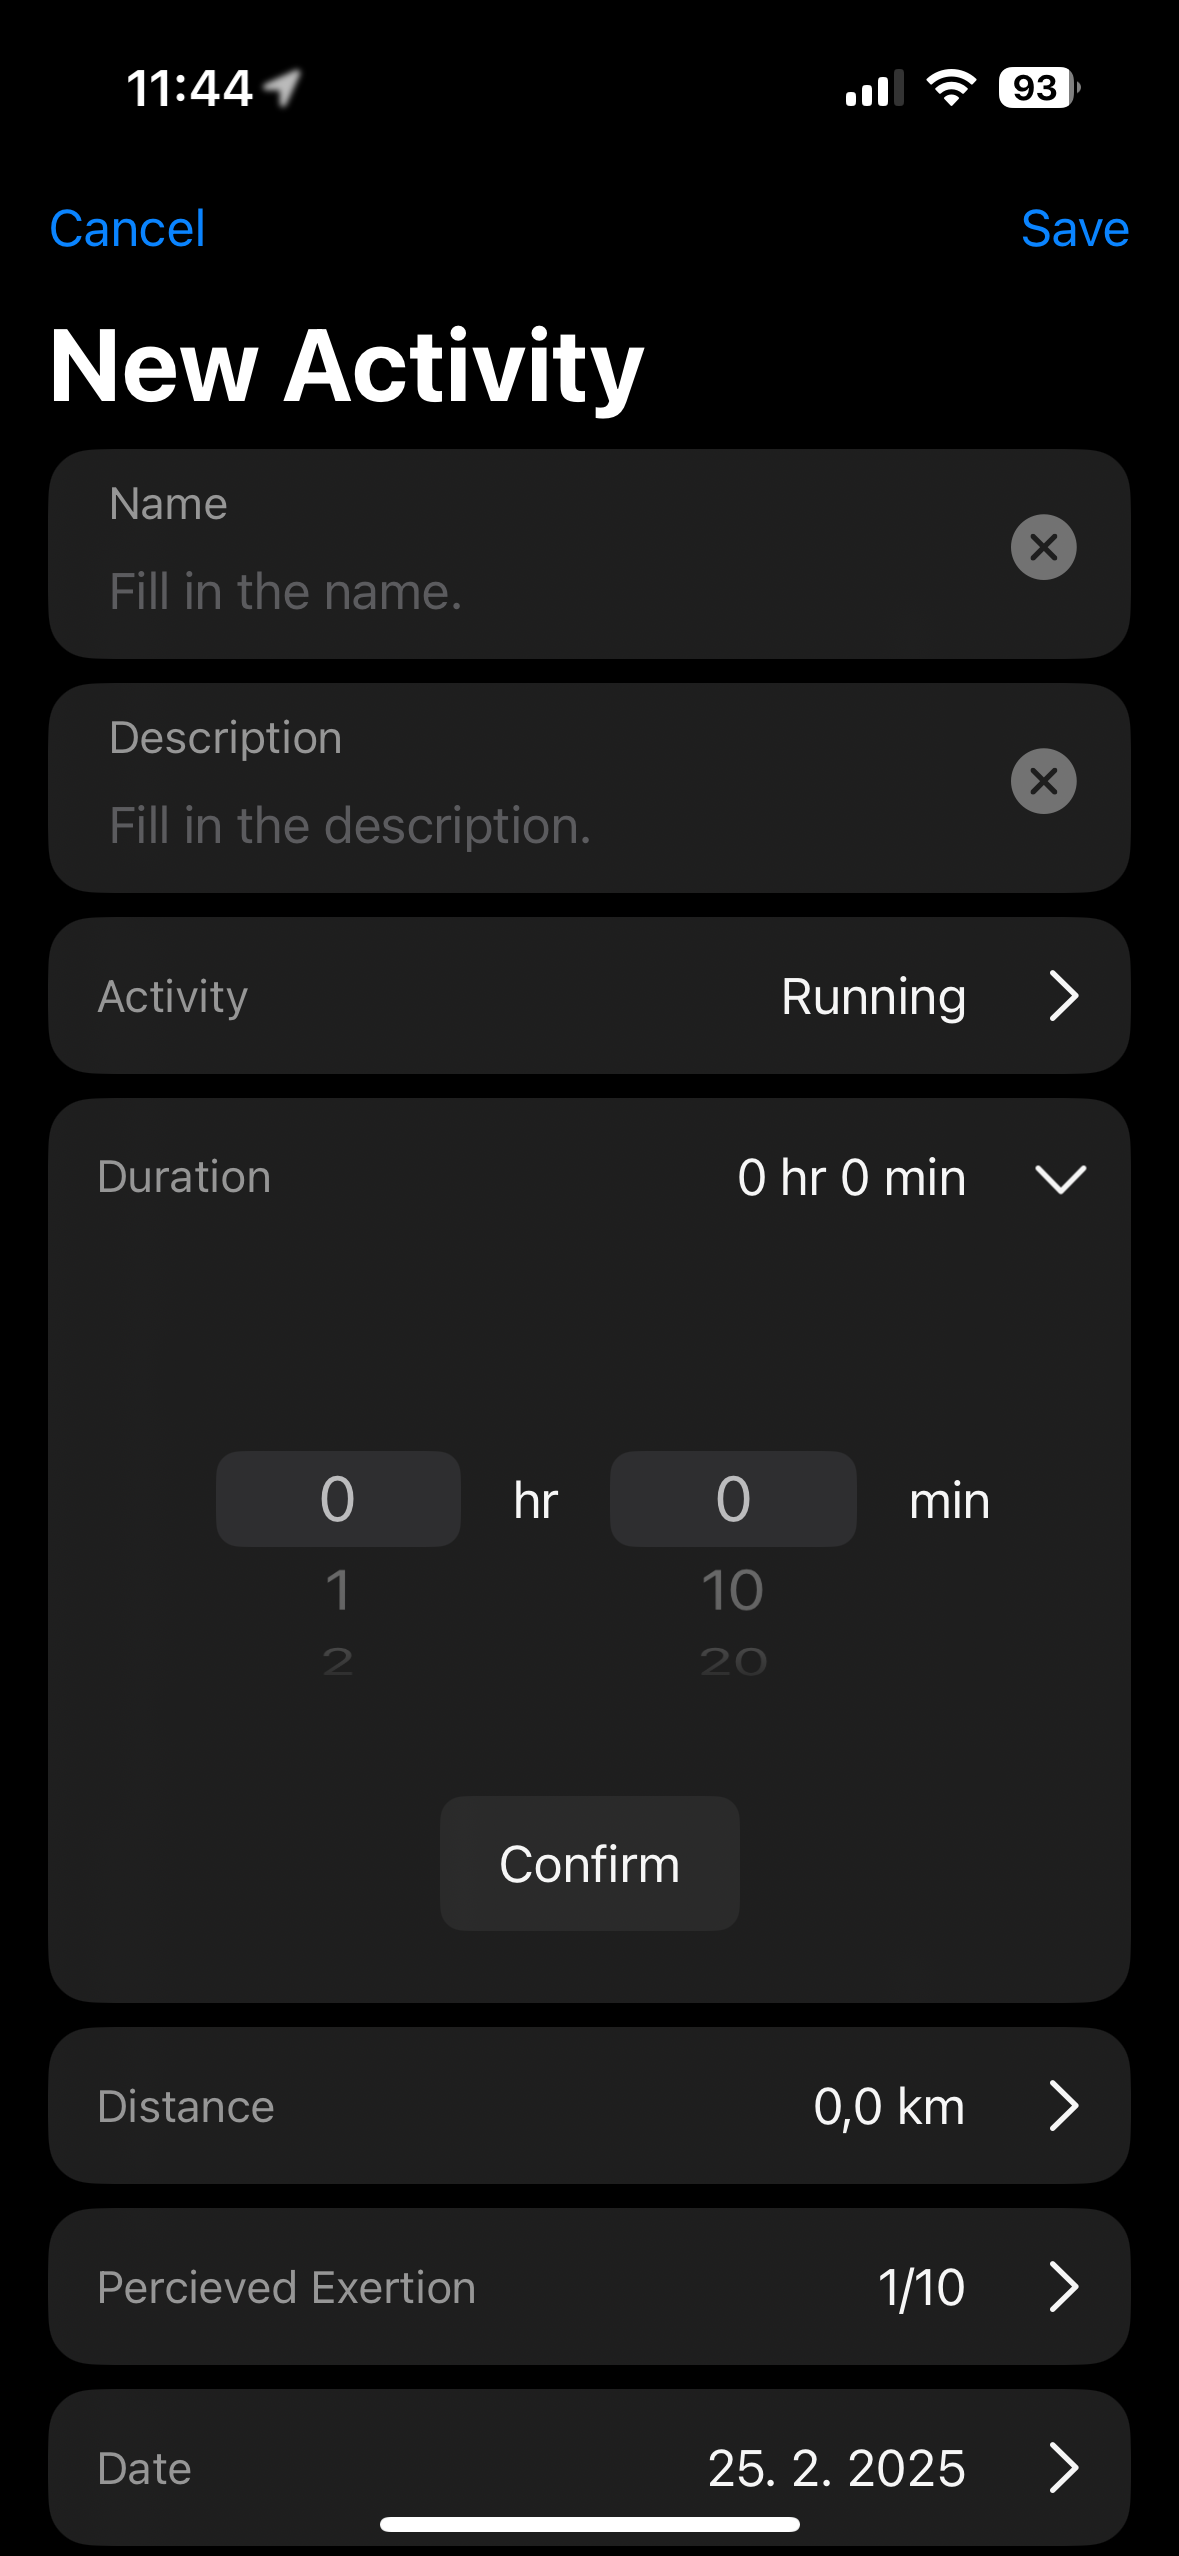 11:44
93
Cancel
Save
New Activity
Name
Fill in the name.
Description
Fill in the description.
Activity
Running
Duration
0 hr 0 min
0 hr 0 min
1 10
2 20
Confirm
Distance
0,0 km
Percieved Exertion
1/10
Date
25. 2. 2025